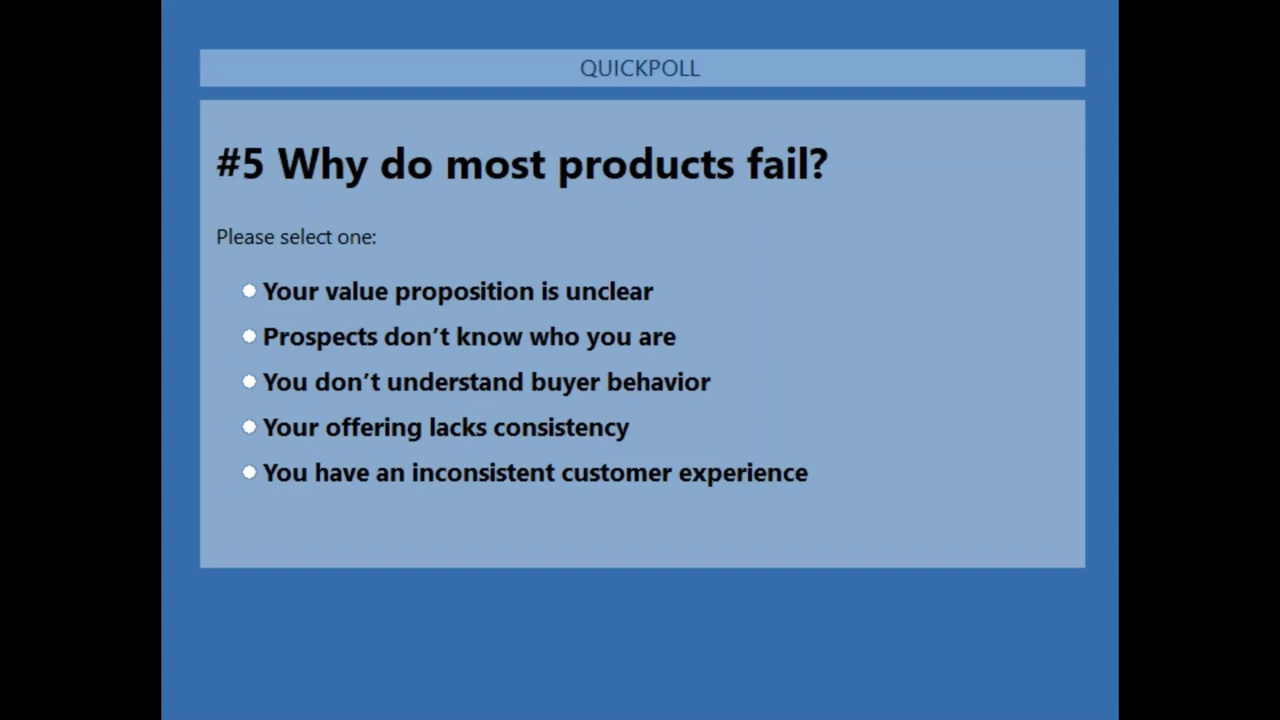 QUICKPOLL
#5 Why do most products fail?
Please select one:
Your value proposition is unclear
Prospects don’t know who you are
You don’t understand buyer behavior
Your offering lacks consistency
You have an inconsistent customer experience